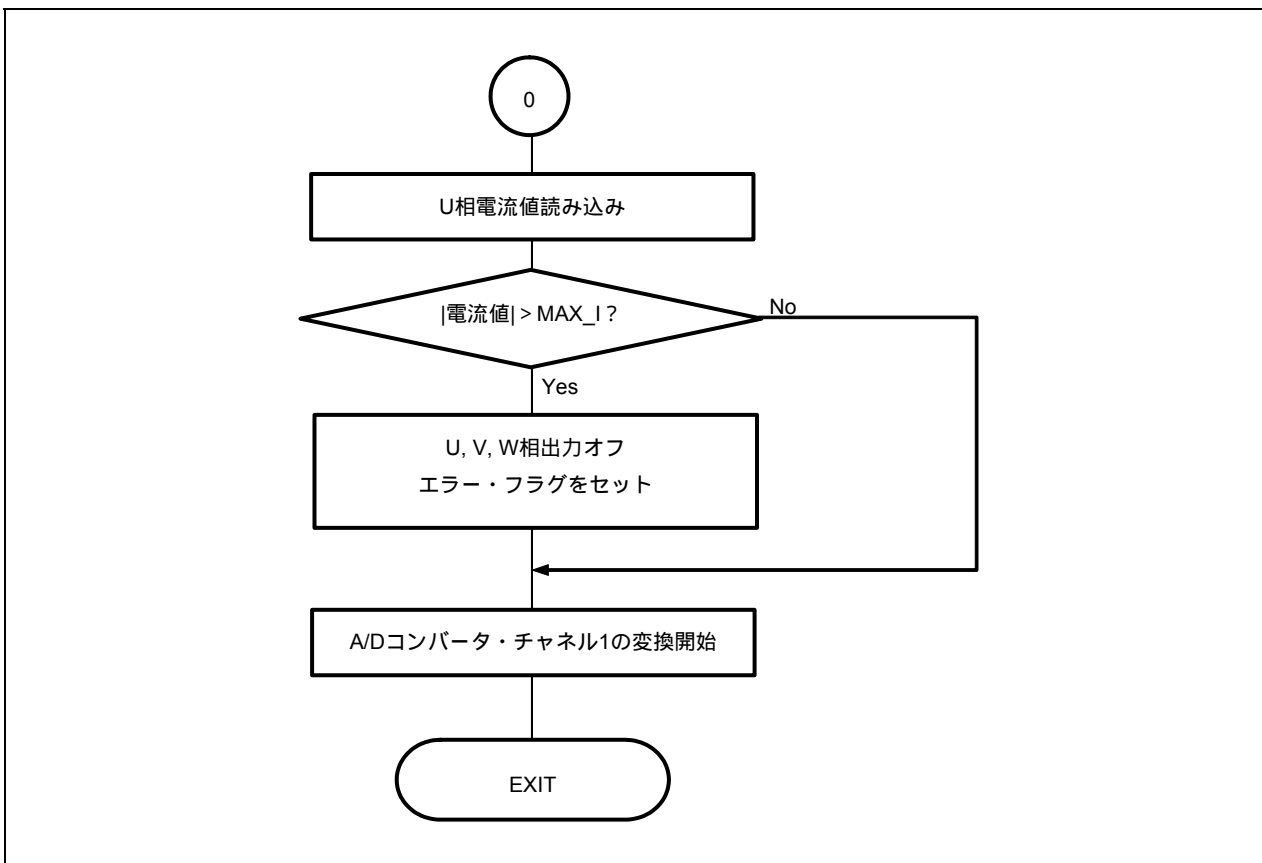 0
U相電流値読み込み
|電流値| > MAX_I ?
No
Yes
U, V, W相出力オフ
エラー・フラグをセット
A/Dコンバータ・チャネル1の変換開始
EXIT